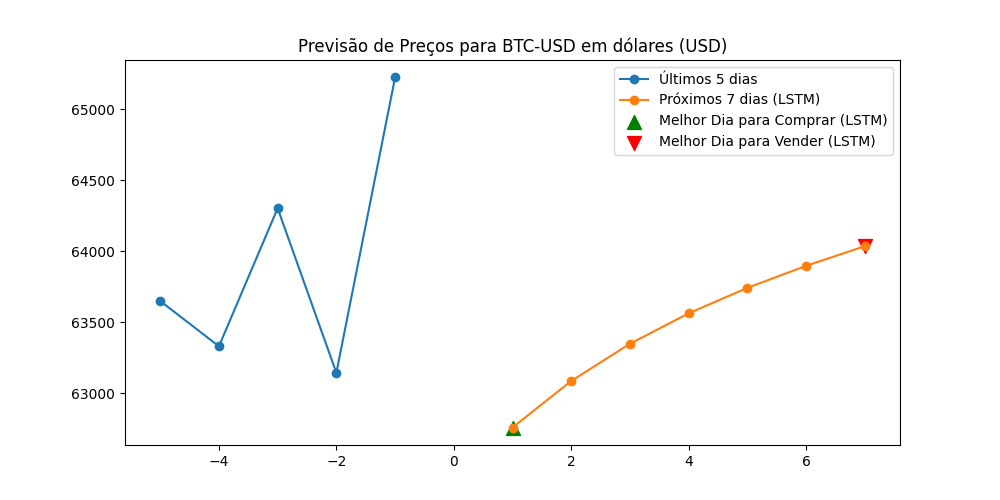 Previsão de Preços para BTC-USD em dólares (USD)
Últimos 5 dias
Próximos 7 dias (LSTM)
Melhor Dia para Comprar (LSTM)
Melhor Dia para Vender (LSTM)
65000
64500
64000
63500
63000
−4
−2
0
2
4
6